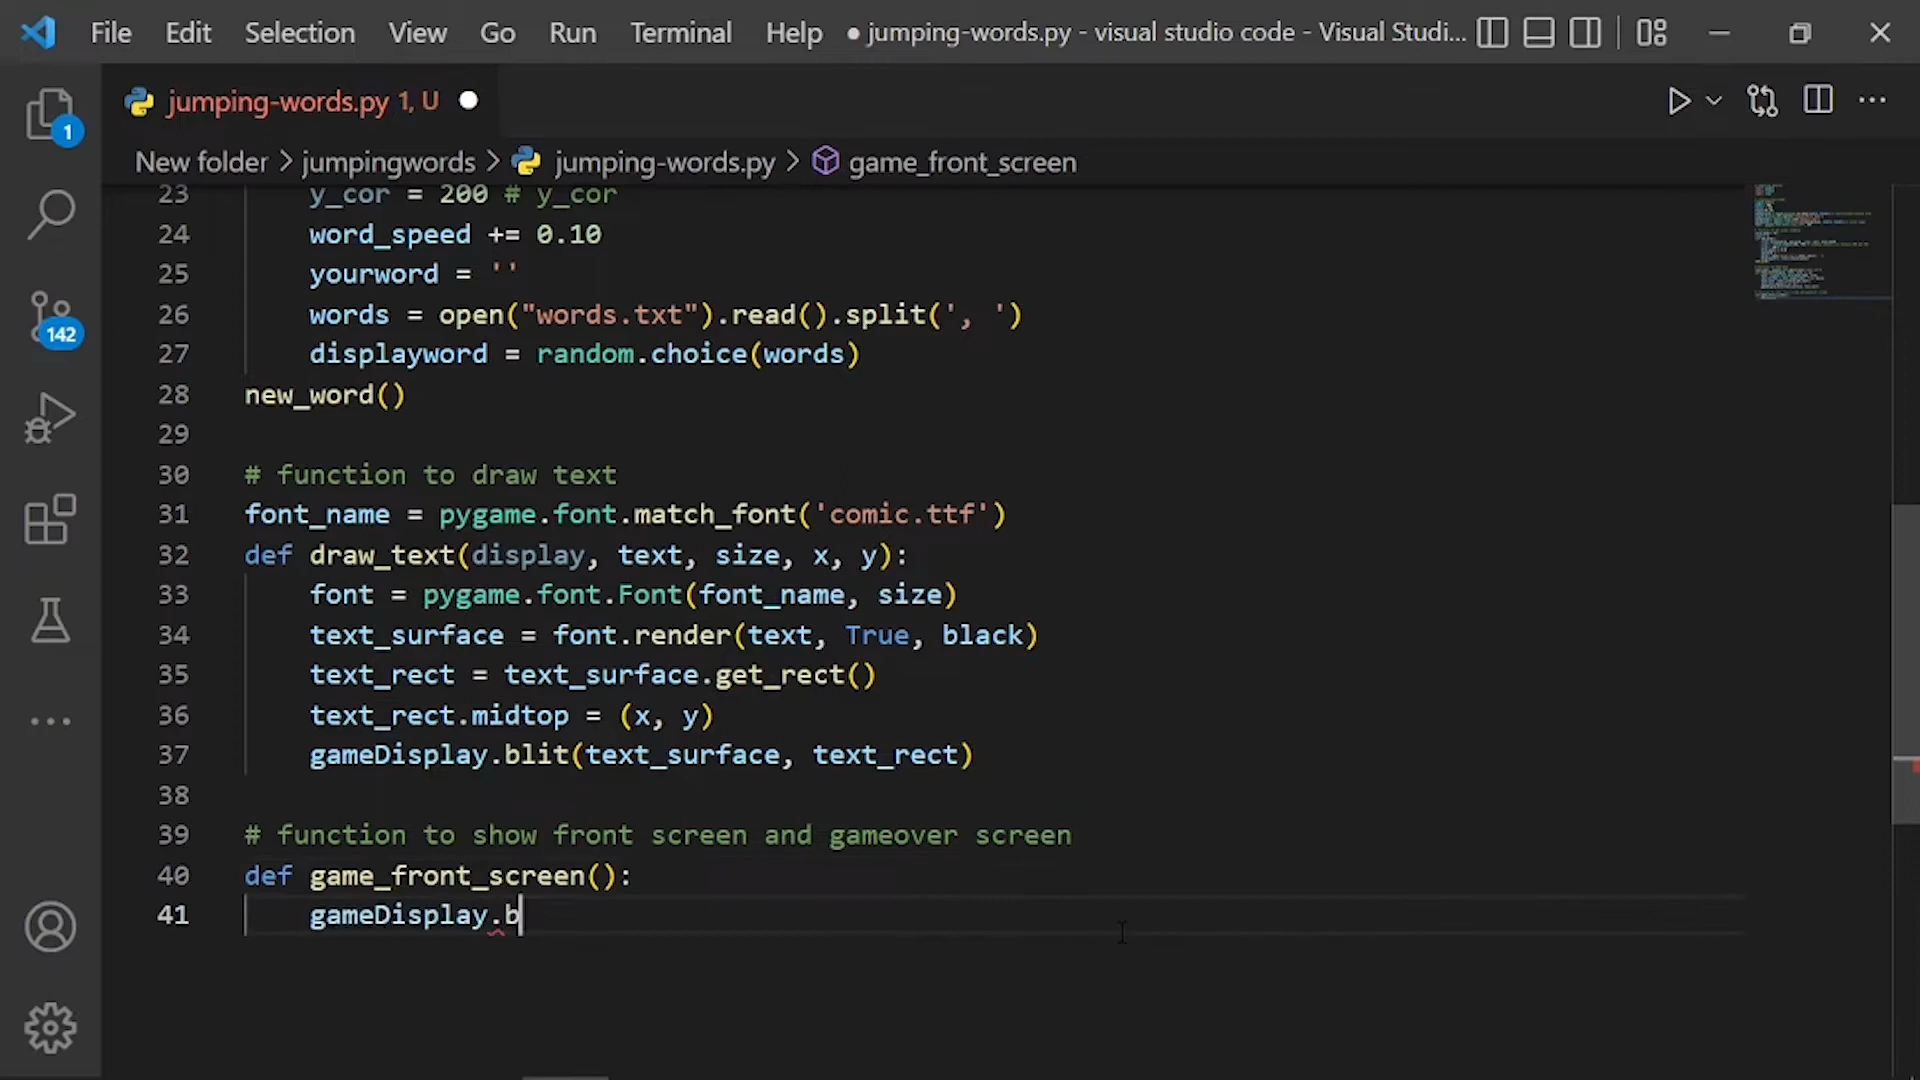 File Edit Selection View Go Run Terminal Help ● jumping-words.py - visual studio code - Visual Studi...
jumping-words.py 1, U
New folder > jumpingwords > jumping-words.py > game_front_screen
1
142
23 y_cor = 200 # y_cor
24 word_speed += 0.10
25 yourword = ''
26 words = open("words.txt").read().split(', ')
27 displayword = random.choice(words)
28 new_word()
29
30 # function to draw text
31 font_name = pygame.font.match_font('comic.ttf')
32 def draw_text(display, text, size, x, y):
33 font = pygame.font.Font(font_name, size)
34 text_surface = font.render(text, True, black)
35 text_rect = text_surface.get_rect()
36 text_rect.midtop = (x, y)
37 gameDisplay.blit(text_surface, text_rect)
38
39 # function to show front screen and gameover screen
40 def game_front_screen():
41 gameDisplay.b